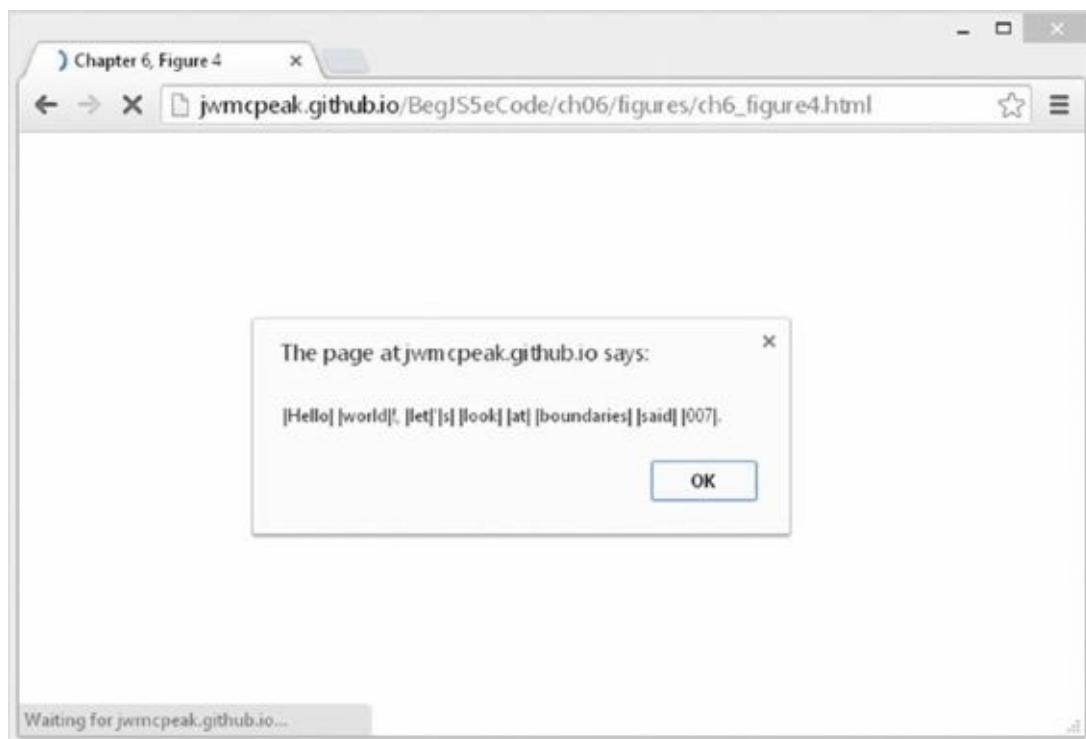 Chapter 6, Figure 4
jwmcpeak.github.io/BegJS5eCode/ch06/figures/ch6_figure4.html
The page at jwmcpeak.github.io says:
|Hello| |world|!, |let|'|s| |look| |at| |boundaries| |said| |007|.
OK
Waiting for jwmcpeak.github.io...